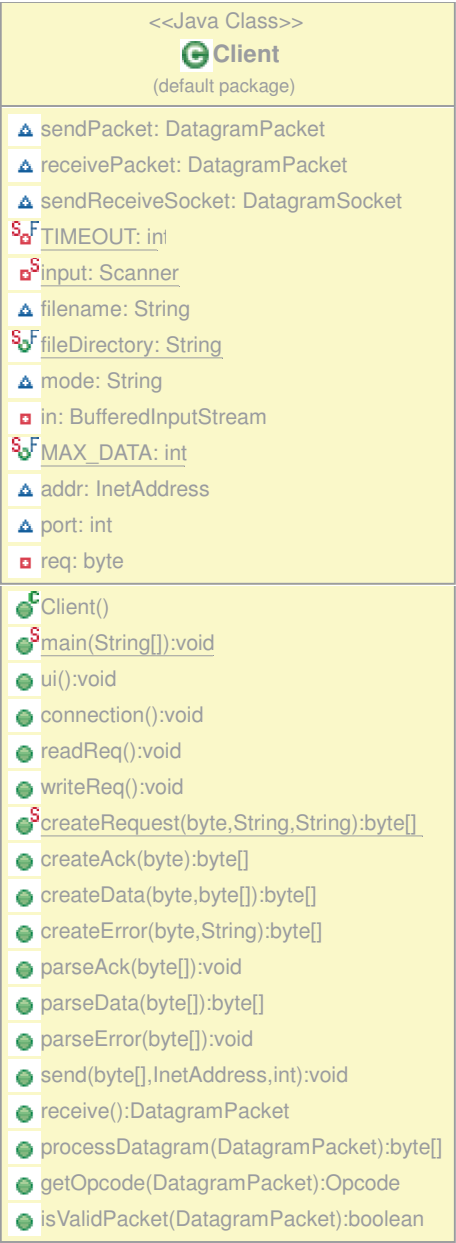 <<Java Class>>
Client
(default package)
sendPacket: DatagramPacket
receivePacket: DatagramPacket
sendReceiveSocket: DatagramSocket
TIMEOUT: int
input: Scanner
filename: String
fileDirectory: String
mode: String
in: BufferedInputStream
MAX_DATA: int
addr: InetAddress
port: int
req: byte
Client()
main(String[]):void
ui():void
connection():void
readReq():void
writeReq():void
createRequest(byte,String,String):byte[]
createAck(byte):byte[]
createData(byte,byte[]):byte[]
createError(byte,String):byte[]
parseAck(byte[]):void
parseData(byte[]):byte[]
parseError(byte[]):void
send(byte[],InetAddress,int):void
receive():DatagramPacket
processDatagram(DatagramPacket):byte[]
getOpcode(DatagramPacket):Opcode
isValidPacket(DatagramPacket):boolean